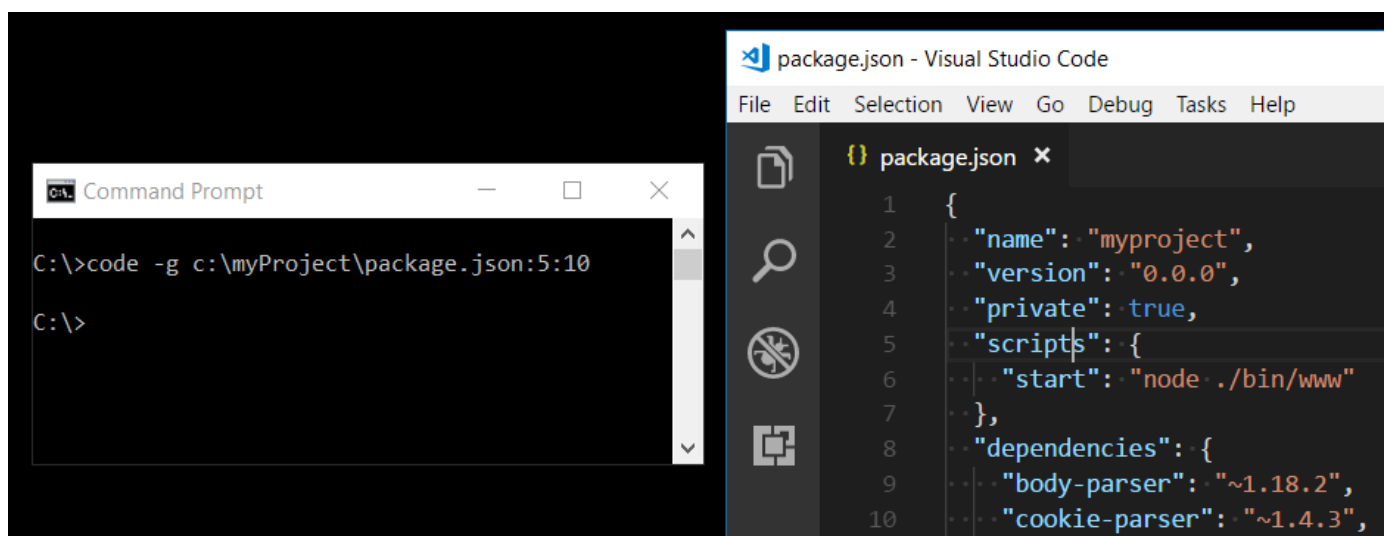 Command Prompt
C:\>code -g c:\myProject\package.json:5:10
C:\>
package.json - Visual Studio Code
File Edit Selection View Go Debug Tasks Help
{} package.json ×
1 {
2 "name": "myproject",
3 "version": "0.0.0",
4 "private": true,
5 "scripts": {
6 "start": "node ./bin/www"
7 },
8 "dependencies": {
9 "body-parser": "~1.18.2",
10 "cookie-parser": "~1.4.3",